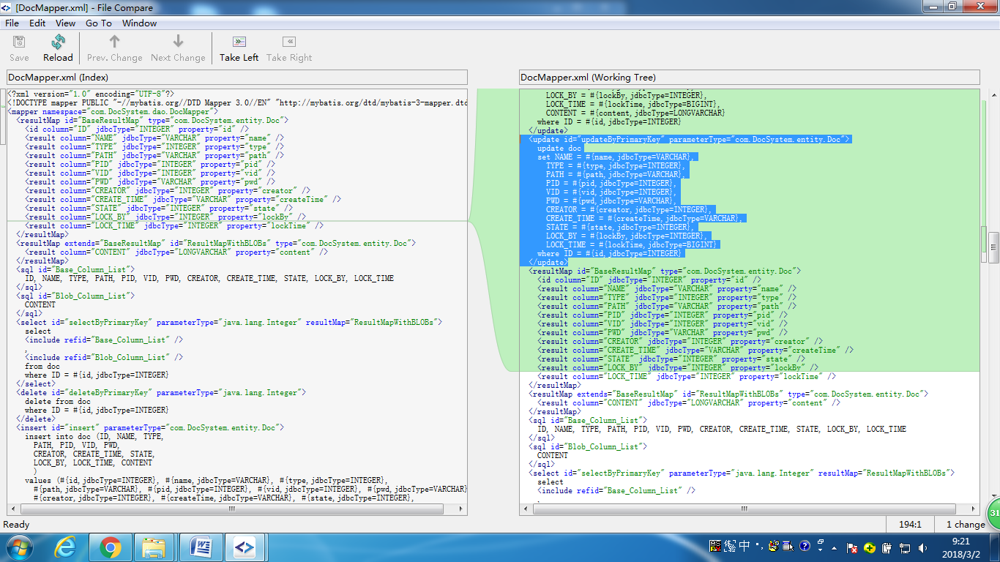 [DocMapper.xml] - File Compare
File Edit View Go To Window
Save Reload Prev. Change Next Change Take Left Take Right
DocMapper.xml (Index)
<?xml version="1.0" encoding="UTF-8"?>
<!DOCTYPE mapper PUBLIC "-//mybatis.org//DTD Mapper 3.0//EN" "http://mybatis.org/dtd/mybatis-3-mapper.dtd
<mapper namespace="com.DocSystem.dao.DocMapper">
<resultMap id="BaseResultMap" type="com.DocSystem.entity.Doc">
<id column="ID" jdbcType="INTEGER" property="id" />
<result column="NAME" jdbcType="VARCHAR" property="name" />
<result column="TYPE" jdbcType="INTEGER" property="type" />
<result column="PATH" jdbcType="VARCHAR" property="path" />
<result column="PID" jdbcType="INTEGER" property="pid" />
<result column="VID" jdbcType="INTEGER" property="vid" />
<result column="PWD" jdbcType="VARCHAR" property="pwd" />
<result column="CREATOR" jdbcType="INTEGER" property="creator" />
<result column="CREATE_TIME" jdbcType="VARCHAR" property="createTime" />
<result column="STATE" jdbcType="INTEGER" property="state" />
<result column="LOCK_BY" jdbcType="INTEGER" property="lockBy" />
<result column="LOCK_TIME" jdbcType="INTEGER" property="lockTime" />
</resultMap>
<resultMap extends="BaseResultMap" id="ResultMapWithBLOBs" type="com.DocSystem.entity.Doc">
<result column="CONTENT" jdbcType="LONGVARCHAR" property="content" />
</resultMap>
<sql id="Base_Column_List">
ID, NAME, TYPE, PATH, PID, VID, PWD, CREATOR, CREATE_TIME, STATE, LOCK_BY, LOCK_TIME
</sql>
<sql id="Blob_Column_List">
CONTENT
</sql>
<select id="selectByPrimaryKey" parameterType="java.lang.Integer" resultMap="ResultMapWithBLOBs">
select
<include refid="Base_Column_List" />
,
<include refid="Blob_Column_List" />
from doc
where ID = #{id,jdbcType=INTEGER}
</select>
<delete id="deleteByPrimaryKey" parameterType="java.lang.Integer">
delete from doc
where ID = #{id,jdbcType=INTEGER}
</delete>
<insert id="insert" parameterType="com.DocSystem.entity.Doc">
insert into doc (ID, NAME, TYPE,
PATH, PID, VID, PWD,
CREATOR, CREATE_TIME, STATE,
LOCK_BY, LOCK_TIME, CONTENT
)
values (#{id,jdbcType=INTEGER}, #{name,jdbcType=VARCHAR}, #{type,jdbcType=INTEGER},
#{path,jdbcType=VARCHAR}, #{pid,jdbcType=INTEGER}, #{vid,jdbcType=INTEGER}, #{pwd,jdbcType=VARCHAR}
#{creator,jdbcType=INTEGER}, #{createTime,jdbcType=VARCHAR}, #{state,jdbcType=INTEGER},
DocMapper.xml (Working Tree)
LOCK_BY = #{lockBy,jdbcType=INTEGER},
LOCK_TIME = #{lockTime,jdbcType=BIGINT},
CONTENT = #{content,jdbcType=LONGVARCHAR}
where ID = #{id,jdbcType=INTEGER}
</update>
<update id="updateByPrimaryKey" parameterType="com.DocSystem.entity.Doc">
update doc
set NAME = #{name,jdbcType=VARCHAR},
TYPE = #{type,jdbcType=INTEGER},
PATH = #{path,jdbcType=VARCHAR},
PID = #{pid,jdbcType=INTEGER},
VID = #{vid,jdbcType=INTEGER},
PWD = #{pwd,jdbcType=VARCHAR},
CREATOR = #{creator,jdbcType=INTEGER},
CREATE_TIME = #{createTime,jdbcType=VARCHAR},
STATE = #{state,jdbcType=INTEGER},
LOCK_BY = #{lockBy,jdbcType=INTEGER},
LOCK_TIME = #{lockTime,jdbcType=BIGINT}
where ID = #{id,jdbcType=INTEGER}
</update>
<resultMap id="BaseResultMap" type="com.DocSystem.entity.Doc">
<id column="ID" jdbcType="INTEGER" property="id" />
<result column="NAME" jdbcType="VARCHAR" property="name" />
<result column="TYPE" jdbcType="INTEGER" property="type" />
<result column="PATH" jdbcType="VARCHAR" property="path" />
<result column="PID" jdbcType="INTEGER" property="pid" />
<result column="VID" jdbcType="INTEGER" property="vid" />
<result column="PWD" jdbcType="VARCHAR" property="pwd" />
<result column="CREATOR" jdbcType="INTEGER" property="creator" />
<result column="CREATE_TIME" jdbcType="VARCHAR" property="createTime" />
<result column="STATE" jdbcType="INTEGER" property="state" />
<result column="LOCK_BY" jdbcType="INTEGER" property="lockBy" />
<result column="LOCK_TIME" jdbcType="INTEGER" property="lockTime" />
</resultMap>
<resultMap extends="BaseResultMap" id="ResultMapWithBLOBs" type="com.DocSystem.entity.Doc">
<result column="CONTENT" jdbcType="LONGVARCHAR" property="content" />
</resultMap>
<sql id="Base_Column_List">
ID, NAME, TYPE, PATH, PID, VID, PWD, CREATOR, CREATE_TIME, STATE, LOCK_BY, LOCK_TIME
</sql>
<sql id="Blob_Column_List">
CONTENT
</sql>
<select id="selectByPrimaryKey" parameterType="java.lang.Integer" resultMap="ResultMapWithBLOBs">
select
<include refid="Base_Column_List" />
31
Ready 194:1 1 change
中
9:21
2018/3/2